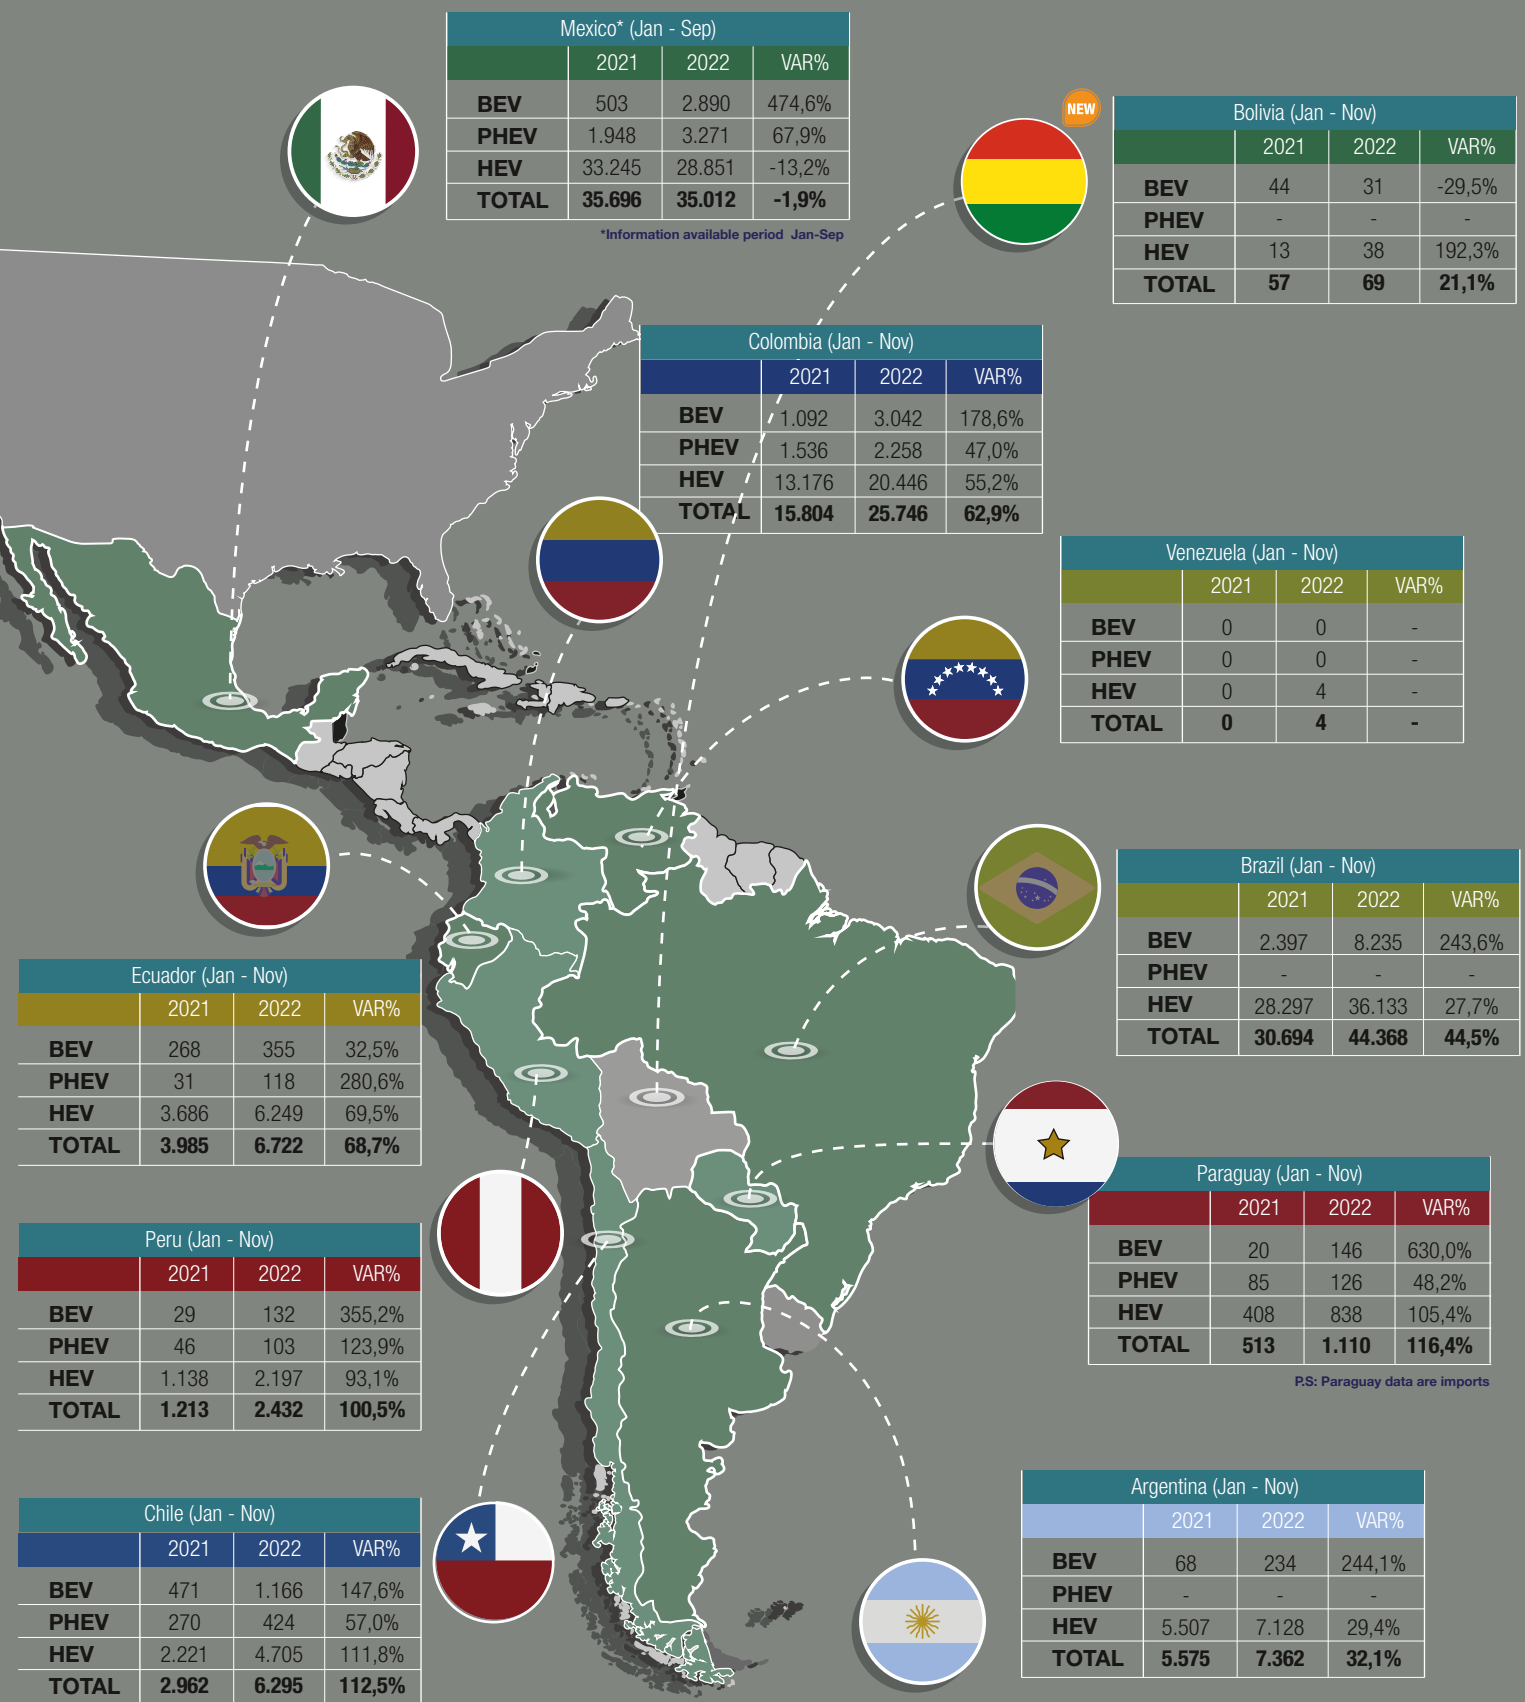 Mexico* (Jan - Sep)
2021 2022 VAR%
BEV 503 2.890 474,6%
PHEV 1.948 3.271 67,9%
HEV 33.245 28.851 -13,2%
TOTAL 35.696 35.012 -1,9%
*Information available period Jan-Sep
NEW
Bolivia (Jan - Nov)
2021 2022 VAR%
BEV 44 31 -29,5%
PHEV - - -
HEV 13 38 192,3%
TOTAL 57 69 21,1%
Colombia (Jan - Nov)
2021 2022 VAR%
BEV 1.092 3.042 178,6%
PHEV 1.536 2.258 47,0%
HEV 13.176 20.446 55,2%
TOTAL 15.804 25.746 62,9%
Venezuela (Jan - Nov)
2021 2022 VAR%
BEV 0 0 -
PHEV 0 0 -
HEV 0 4 -
TOTAL 0 4 -
Brazil (Jan - Nov)
2021 2022 VAR%
BEV 2.397 8.235 243,6%
PHEV - - -
HEV 28.297 36.133 27,7%
TOTAL 30.694 44.368 44,5%
Ecuador (Jan - Nov)
2021 2022 VAR%
BEV 268 355 32,5%
PHEV 31 118 280,6%
HEV 3.686 6.249 69,5%
TOTAL 3.985 6.722 68,7%
Paraguay (Jan - Nov)
2021 2022 VAR%
BEV 20 146 630,0%
PHEV 85 126 48,2%
HEV 408 838 105,4%
TOTAL 513 1.110 116,4%
P.S: Paraguay data are imports
Peru (Jan - Nov)
2021 2022 VAR%
BEV 29 132 355,2%
PHEV 46 103 123,9%
HEV 1.138 2.197 93,1%
TOTAL 1.213 2.432 100,5%
Argentina (Jan - Nov)
2021 2022 VAR%
BEV 68 234 244,1%
PHEV - - -
HEV 5.507 7.128 29,4%
TOTAL 5.575 7.362 32,1%
Chile (Jan - Nov)
2021 2022 VAR%
BEV 471 1.166 147,6%
PHEV 270 424 57,0%
HEV 2.221 4.705 111,8%
TOTAL 2.962 6.295 112,5%